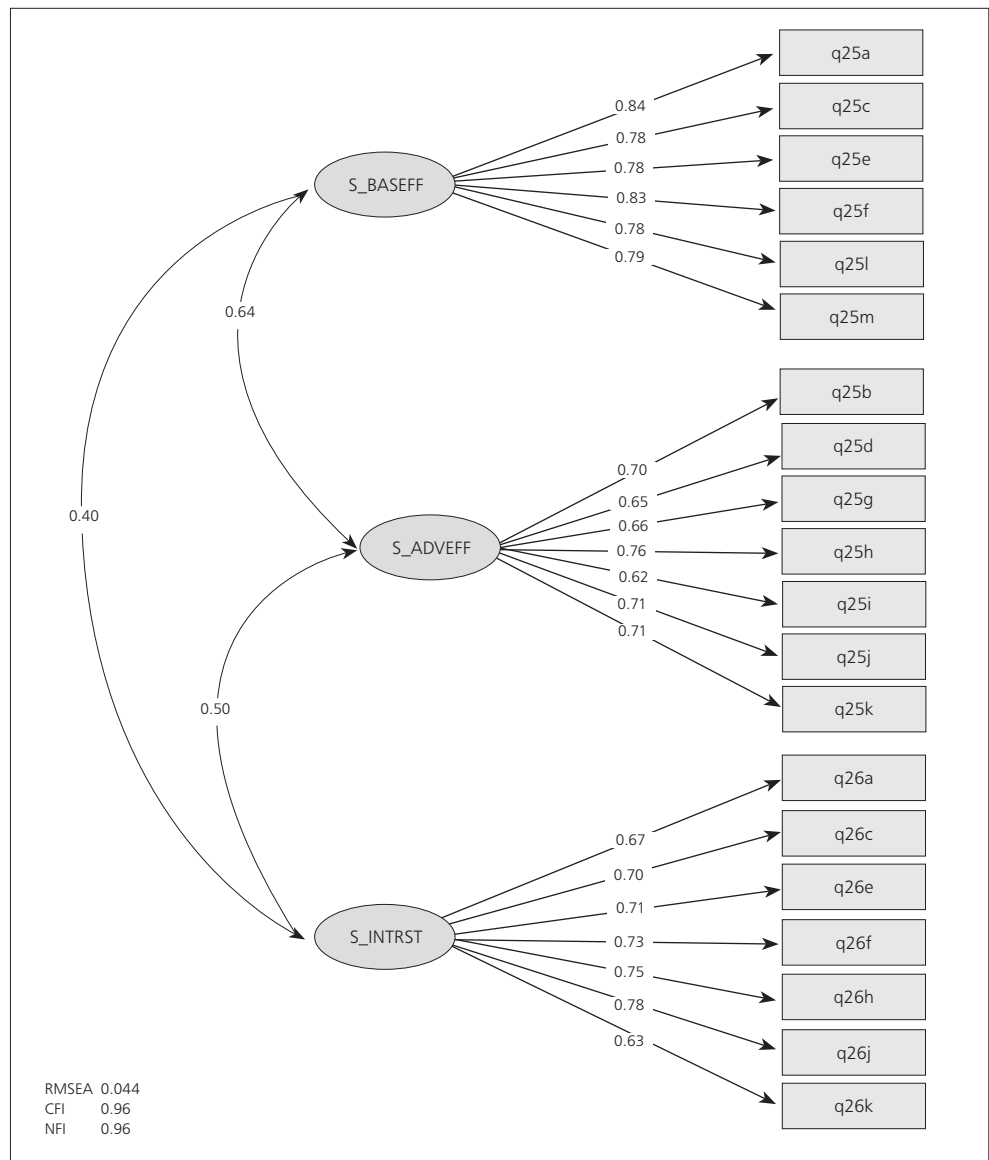 q25a
0.84
q25c
0.78
q25e
0.78
S_BASEFF
0.83
q25f
0.78
q25l
0.79
q25m
0.64
q25b
0.70
q25d
0.65
q25g
0.66
0.40
S_ADVEFF
0.76
q25h
0.62
q25i
0.71
0.71
q25j
0.50
q25k
q26a
0.67
q26c
0.70
q26e
0.71
S_INTRST
0.73
q26f
0.75
q26h
0.78
0.63
q26j
RMSEA 0.044
q26k
CFI 0.96
NFI 0.96